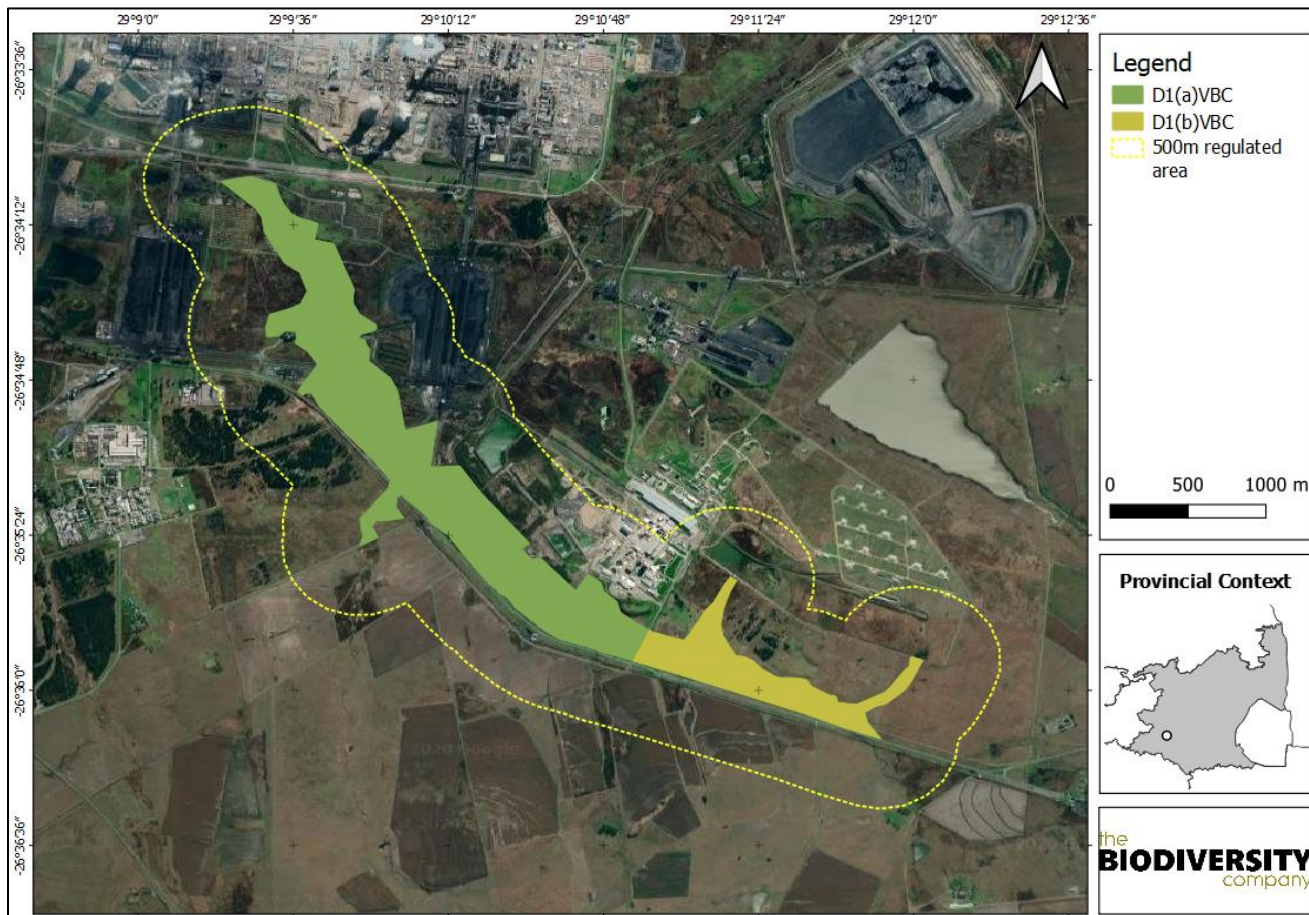 29°9′0″ 29°9′36″ 29°10′12″ 29°10′48″ 29°11′24″ 29°12′0″ 29°12′36″
-26°33′36″
-26°34′12″
-26°34′48″
-26°35′24″
-26°36′0″
-26°36′36″
Legend
D1(a)VBC
D1(b)VBC
500m regulated
area
0 500 1000 m
Provincial Context
the
BIODIVERSITY
company